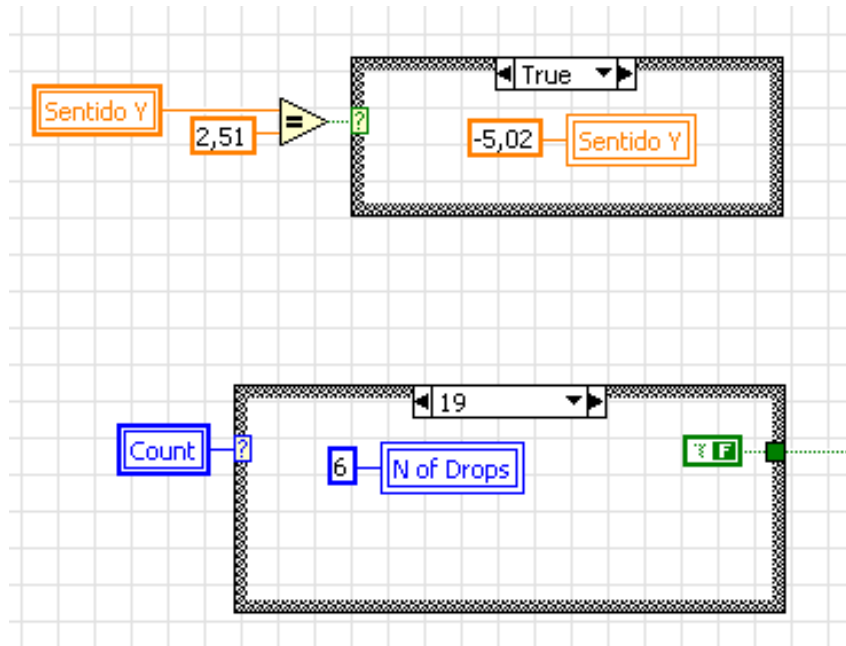 True
Sentido Y
=
?
2,51
-5,02
Sentido Y
19
Count
?
6
N of Drops
F